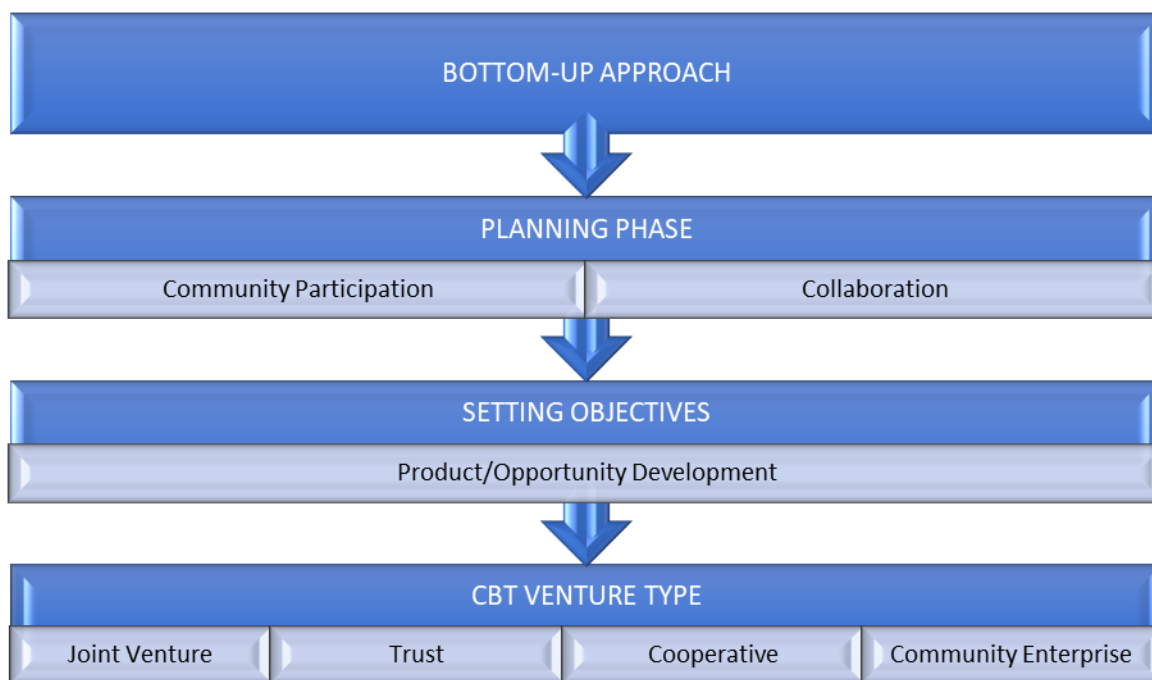 BOTTOM-UP APPROACH
PLANNING PHASE
Community Participation
Collaboration
SETTING OBJECTIVES
Product/Opportunity Development
CBT VENTURE TYPE
Joint Venture
Trust
Cooperative
Community Enterprise